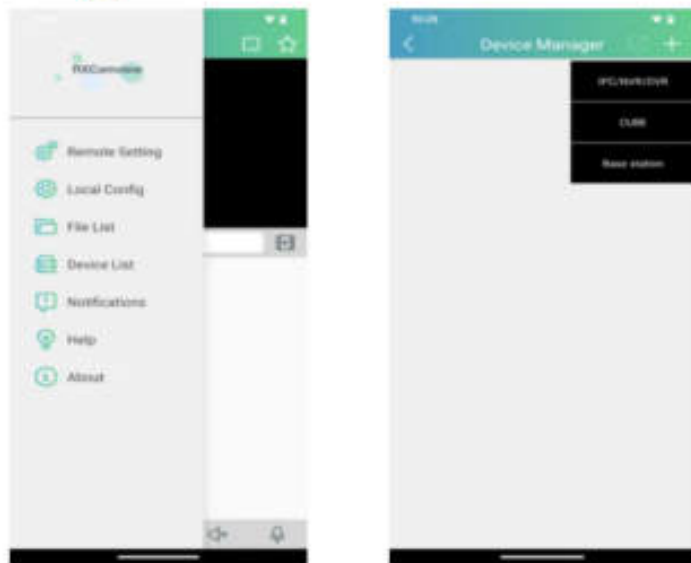 RXCamview
Remote Setting
Local Config
File List
Device List
Notifications
Help
About
Device Manager
IPC/NVR/DVR
CUBE
Base station